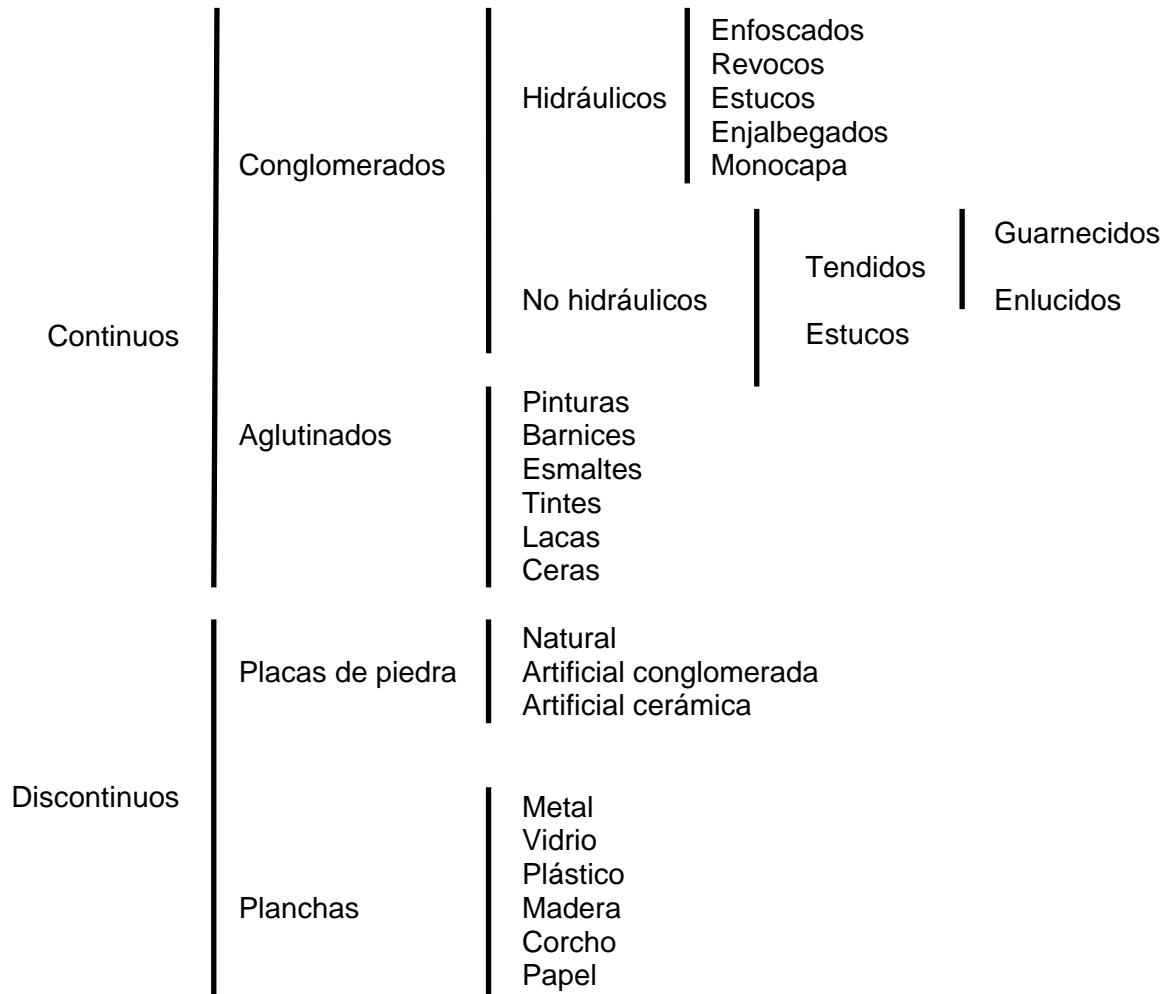 Continuos
Conglomerados
Hidráulicos
Enfoscados
Revocos
Estucos
Enjalbegados
Monocapa
No hidráulicos
Tendidos
Guarnecidos
Enlucidos
Estucos
Aglutinados
Pinturas
Barnices
Esmaltes
Tintes
Lacas
Ceras
Discontinuos
Placas de piedra
Natural
Artificial conglomerada
Artificial cerámica
Planchas
Metal
Vidrio
Plástico
Madera
Corcho
Papel